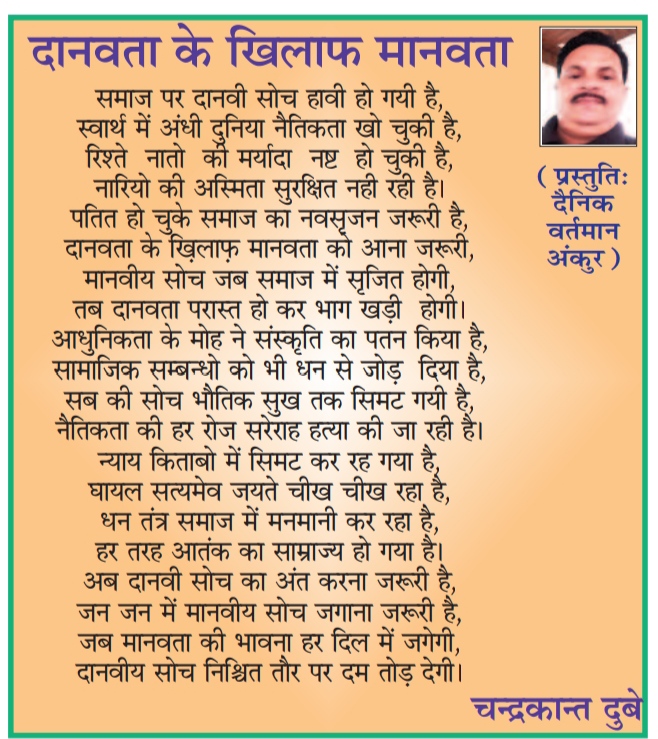 दानवता के खिलाफ मानवता
समाज पर दानवी सोच हावी हो गयी है,
स्वार्थ में अंधी दुनिया नैतिकता खो चुकी है,
रिश्ते नातो की मर्यादा नष्ट हो चुकी है,
नारियो की अस्मिता सुरक्षित नही रही है।
पतित हो चुके समाज का नवसृजन जरूरी है,
दानवता के ख़िलाफ़ मानवता को आना जरूरी,
मानवीय सोच जब समाज में सृजित होगी,
तब दानवता परास्त हो कर भाग खड़ी होगी।
आधुनिकता के मोह ने संस्कृति का पतन किया है,
सामाजिक सम्बन्धो को भी धन से जोड़ दिया है,
सब की सोच भौतिक सुख तक सिमट गयी है,
नैतिकता की हर रोज सरेराह हत्या की जा रही है।
न्याय किताबो में सिमट कर रह गया है,
घायल सत्यमेव जयते चीख चीख रहा है,
धन तंत्र समाज में मनमानी कर रहा है,
हर तरह आतंक का साम्राज्य हो गया है।
अब दानवी सोच का अंत करना जरूरी है,
जन जन में मानवीय सोच जगाना जरूरी है,
जब मानवता की भावना हर दिल में जगेगी,
दानवीय सोच निश्चित तौर पर दम तोड़ देगी।
( प्रस्तुतिः
दैनिक
वर्तमान
अंकुर )
चन्द्रकान्त दुबे